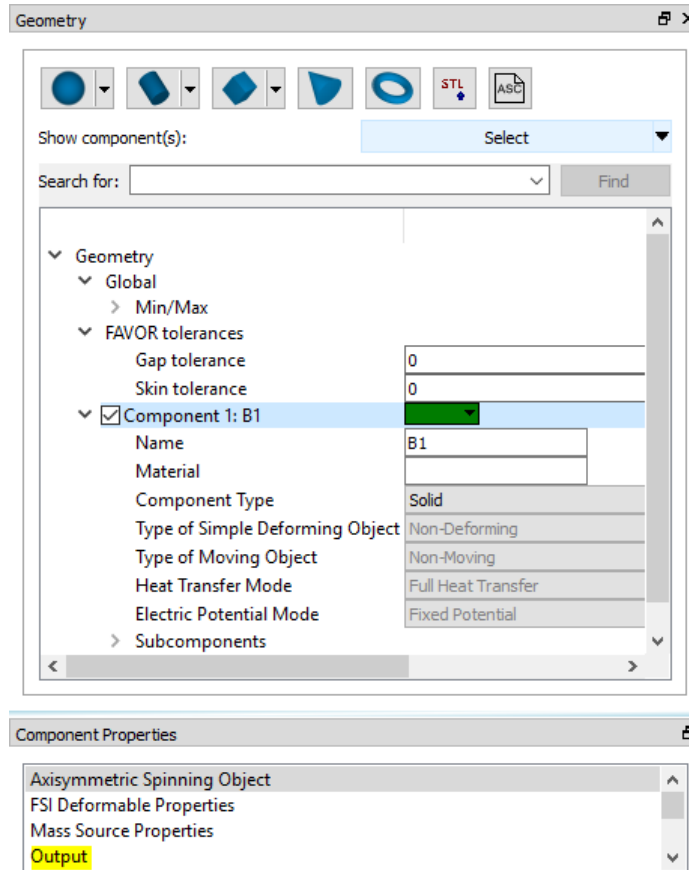 Geometry
STL
ASC
Show component(s): Select
Search for: Find
Geometry
Global
Min/Max
FAVOR tolerances
Gap tolerance 0
Skin tolerance 0
Component 1: B1
Name B1
Material
Component Type Solid
Type of Simple Deforming Object Non-Deforming
Type of Moving Object Non-Moving
Heat Transfer Mode Full Heat Transfer
Electric Potential Mode Fixed Potential
Subcomponents
Component Properties
Axisymmetric Spinning Object
FSI Deformable Properties
Mass Source Properties
Output